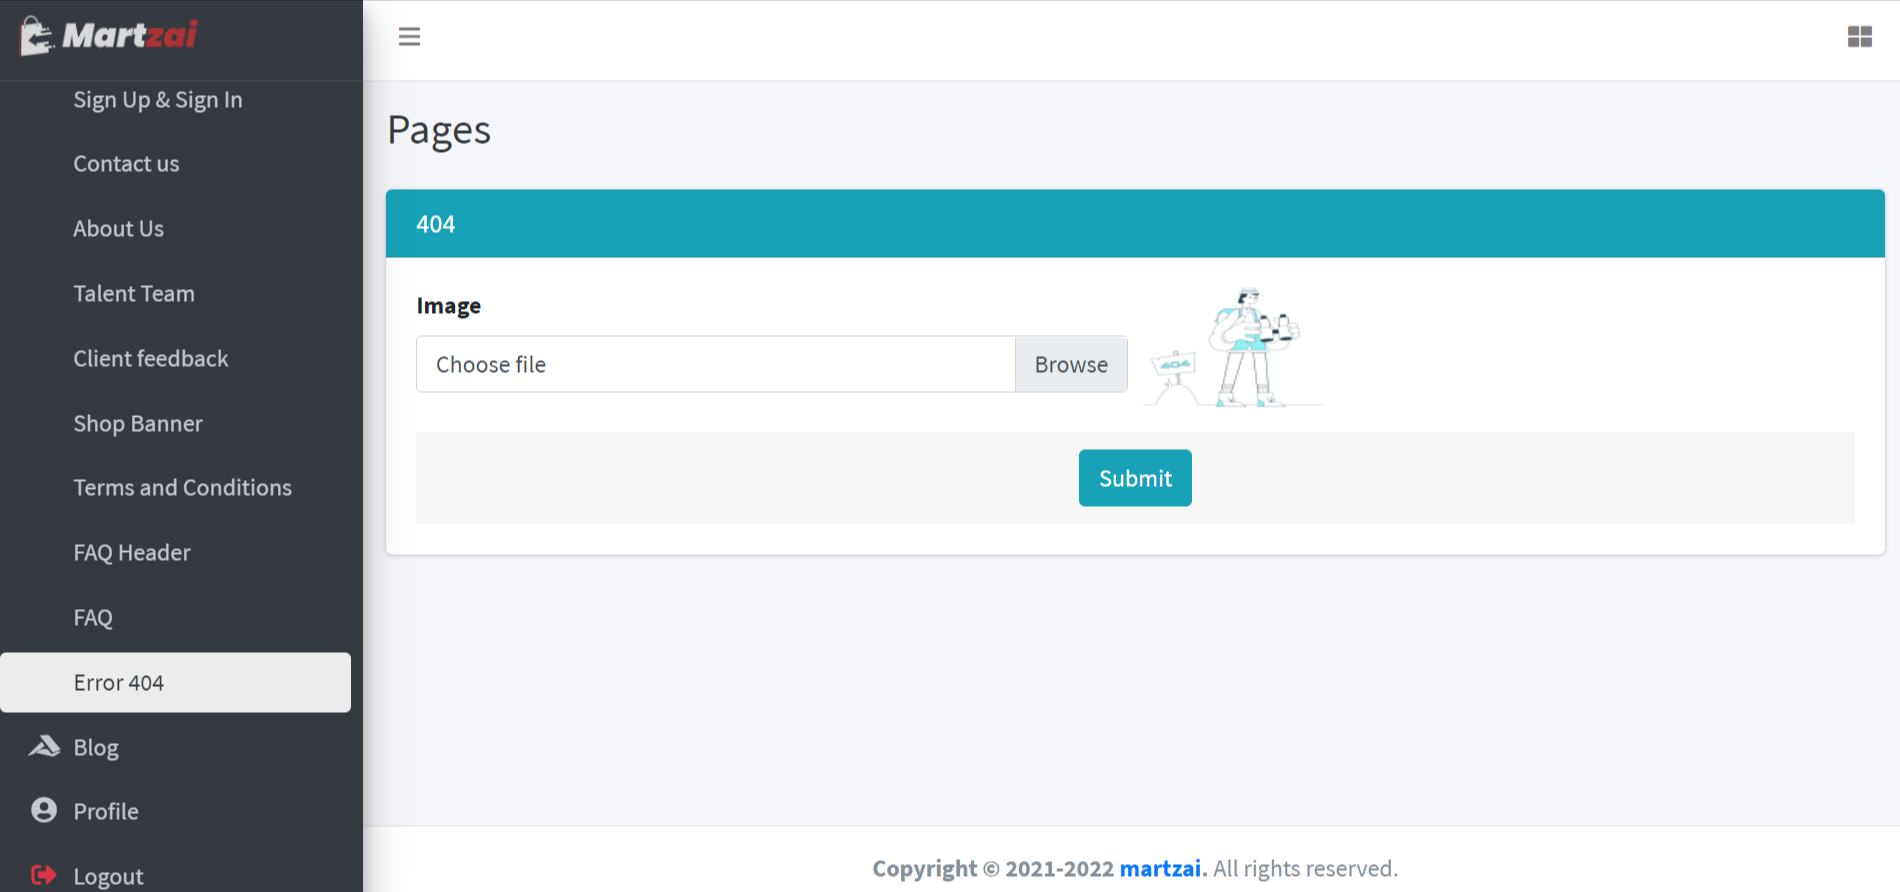 Martzai
Sign Up & Sign In
Contact us
About Us
Talent Team
Client feedback
Shop Banner
Terms and Conditions
FAQ Header
FAQ
Error 404
Blog
Profile
Logout
Pages
404
Image
Choose file
Browse
404
Submit
Copyright © 2021-2022 martzai. All rights reserved.